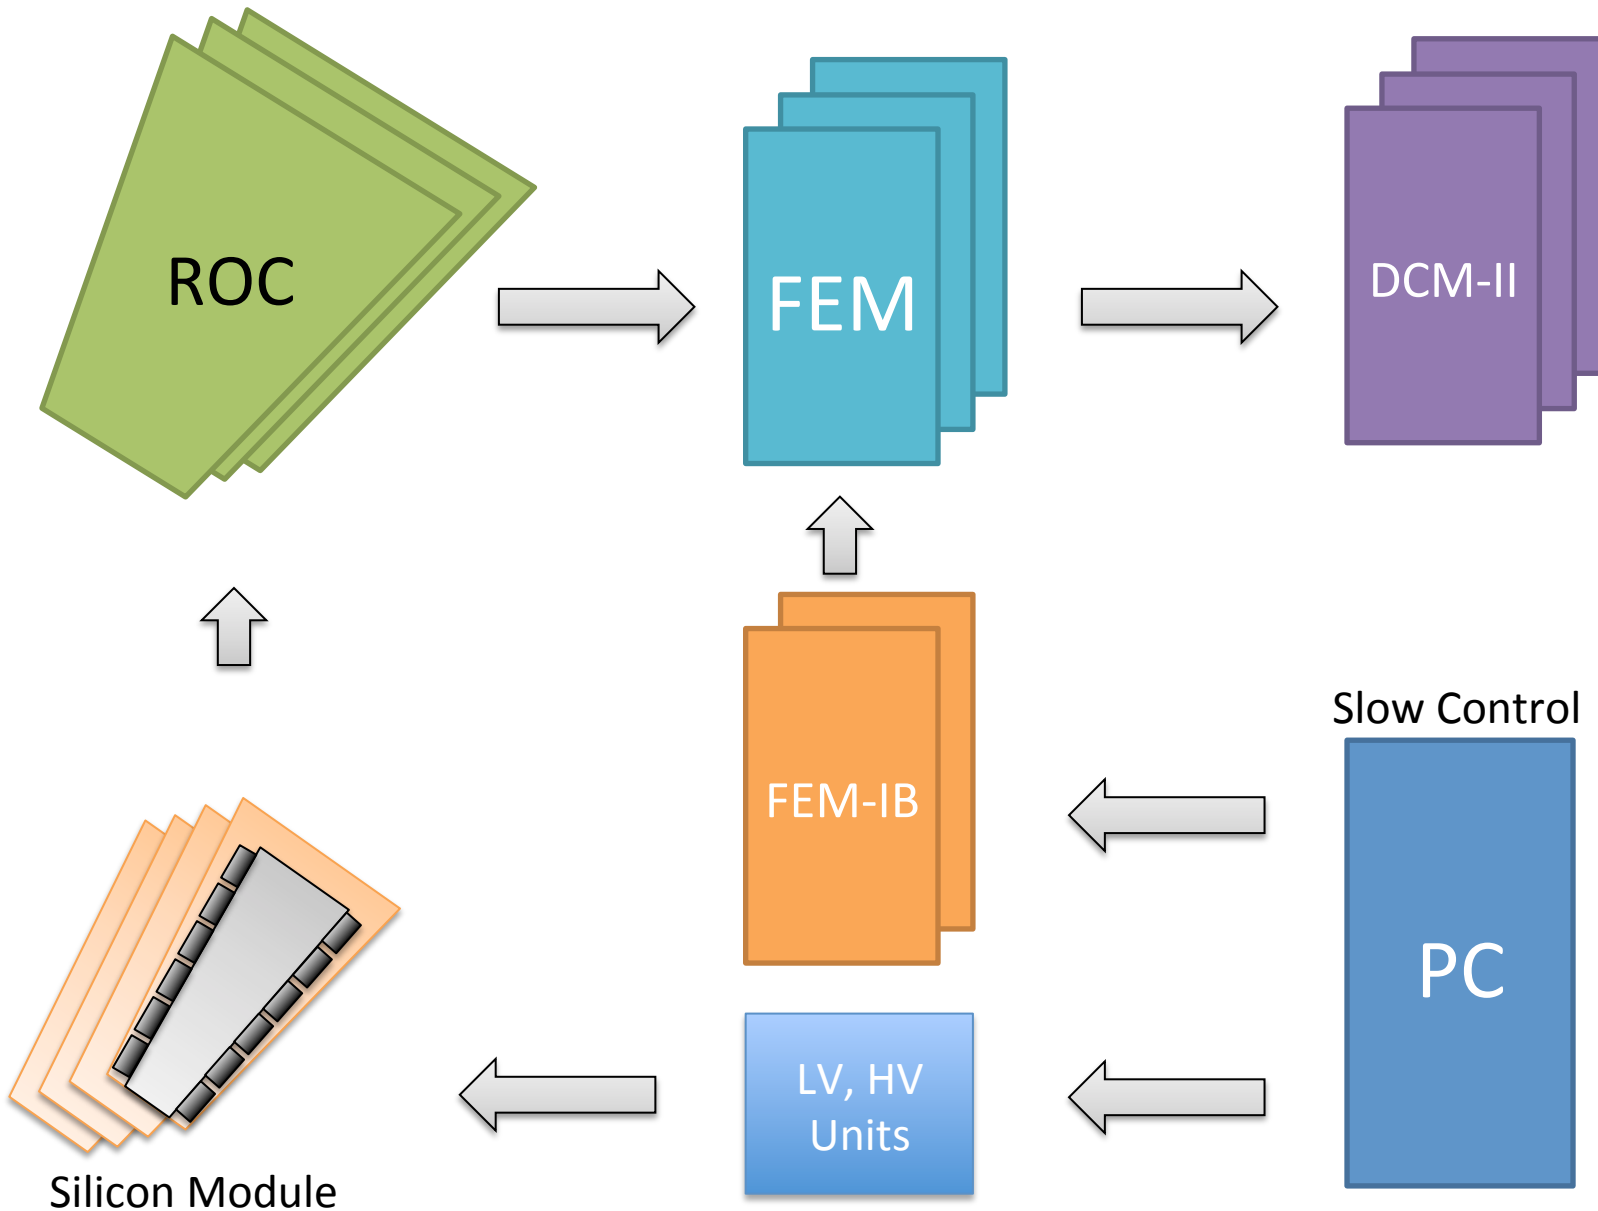 ROC
FEM
DCM-II
Slow Control
FEM-IB
PC
LV, HV
Units
Silicon Module